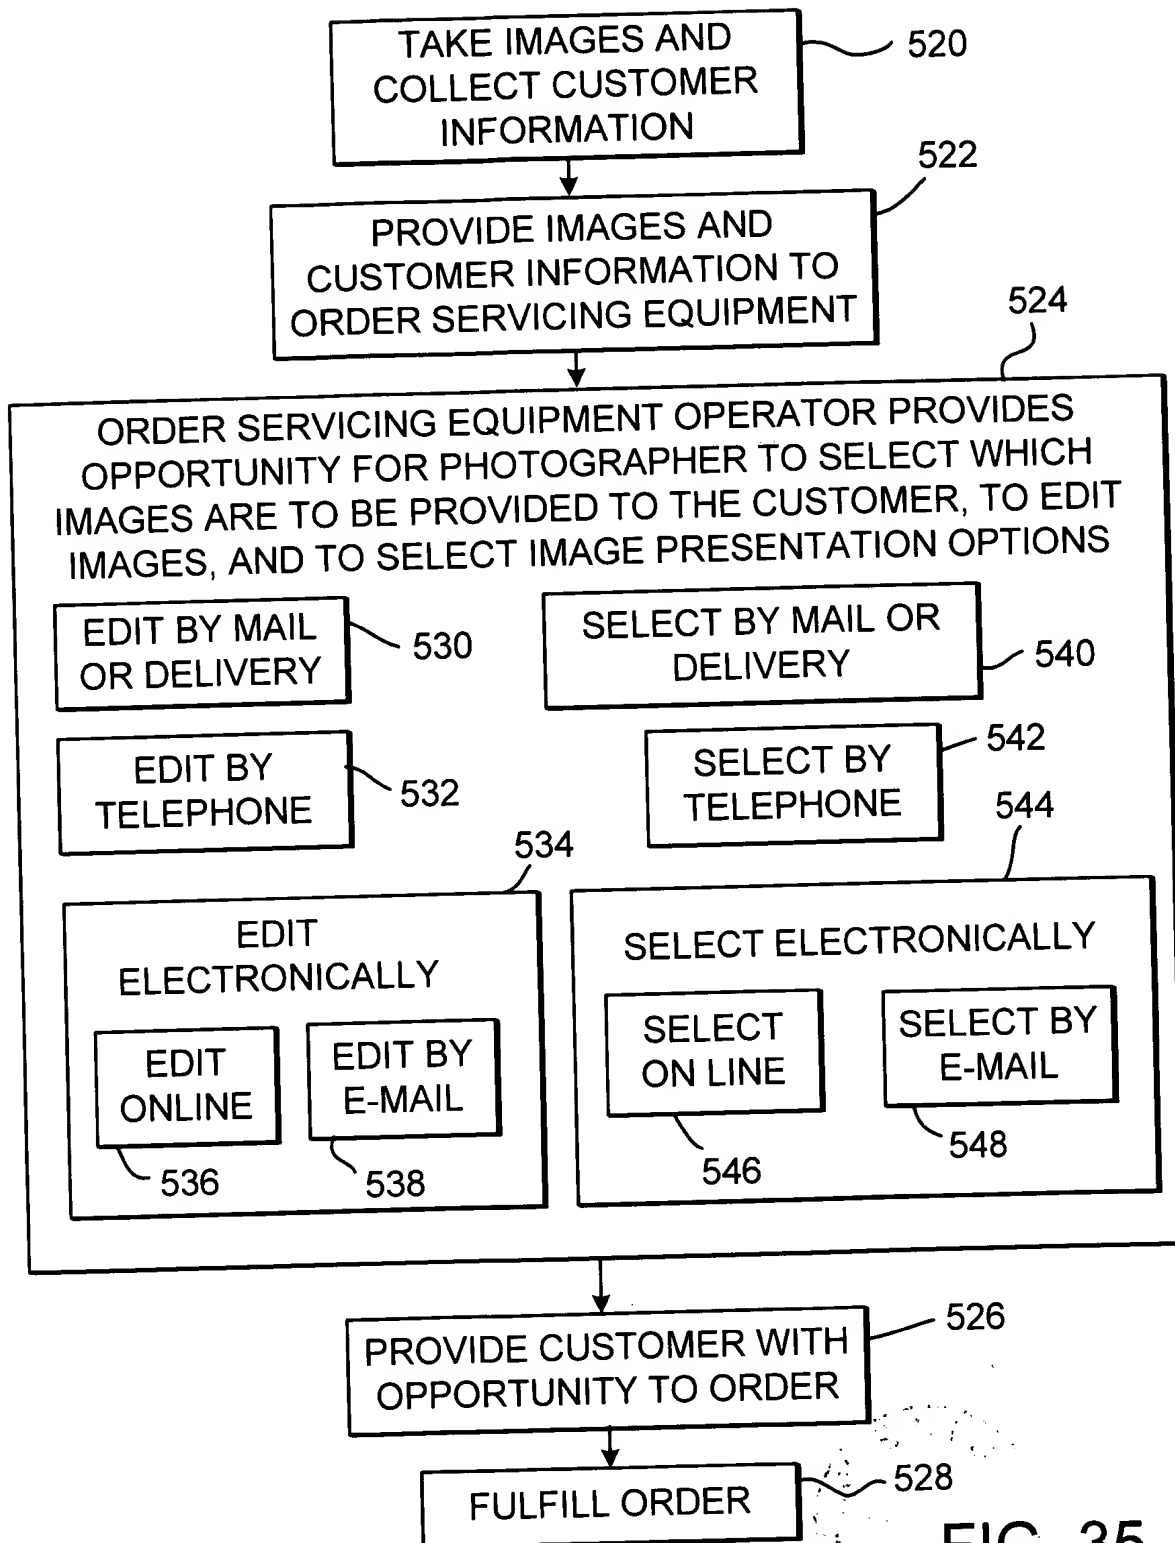 TAKE IMAGES AND
COLLECT CUSTOMER
INFORMATION
520
522
PROVIDE IMAGES AND
CUSTOMER INFORMATION TO
ORDER SERVICING EQUIPMENT
524
ORDER SERVICING EQUIPMENT OPERATOR PROVIDES
OPPORTUNITY FOR PHOTOGRAPHER TO SELECT WHICH
IMAGES ARE TO BE PROVIDED TO THE CUSTOMER, TO EDIT
IMAGES, AND TO SELECT IMAGE PRESENTATION OPTIONS
EDIT BY MAIL
OR DELIVERY
530
SELECT BY MAIL OR
DELIVERY
540
EDIT BY
TELEPHONE
532
SELECT BY
TELEPHONE
542
534
EDIT
ELECTRONICALLY
EDIT
ONLINE
536
EDIT BY
E-MAIL
538
544
SELECT ELECTRONICALLY
SELECT
ON LINE
546
SELECT BY
E-MAIL
548
PROVIDE CUSTOMER WITH
OPPORTUNITY TO ORDER
526
FULFILL ORDER
528
FIG. 35